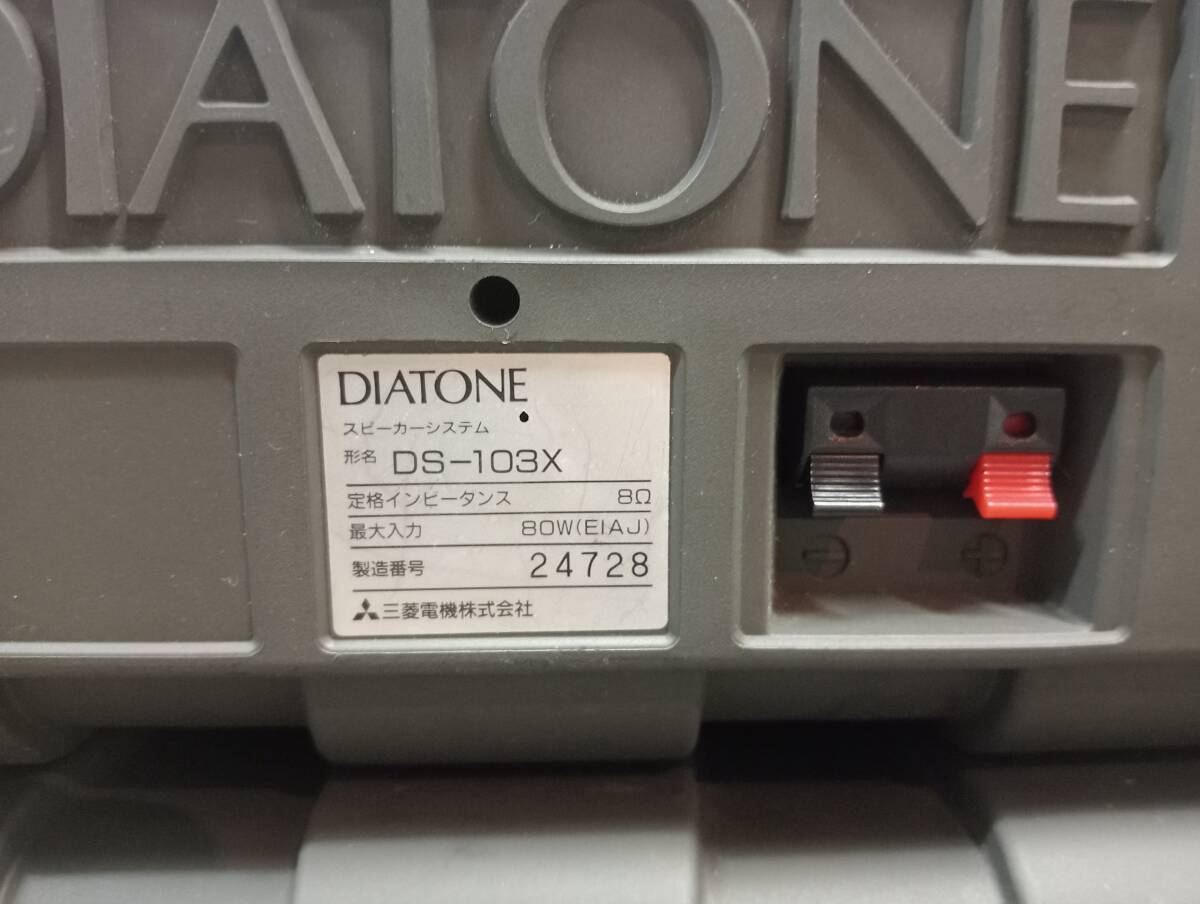 DIATONE
DIATONE
スピーカーシステム
形名 DS-103X
定格インピータンス 8Ω
最大入力 80W(EIAJ)
製造番号 24728
三菱電機株式会社
- +